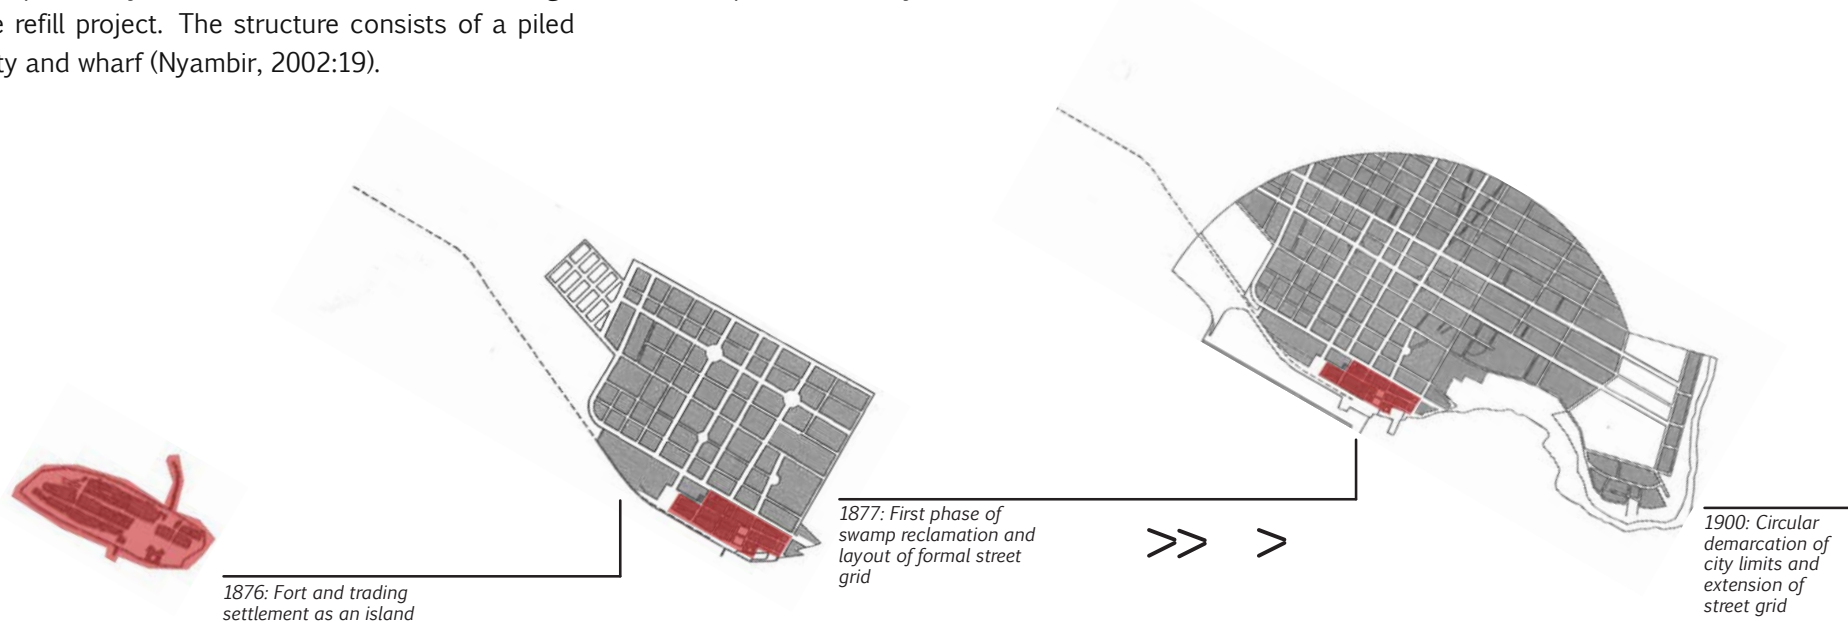 refill project. The structure consists of a piled
and wharf (Nyambir, 2002:19).
1876: Fort and trading
settlement as an island
1877: First phase of
swamp reclamation and
layout of formal street
grid
>> >
1900: Circular
demarcation of
city limits and
extension of
street grid